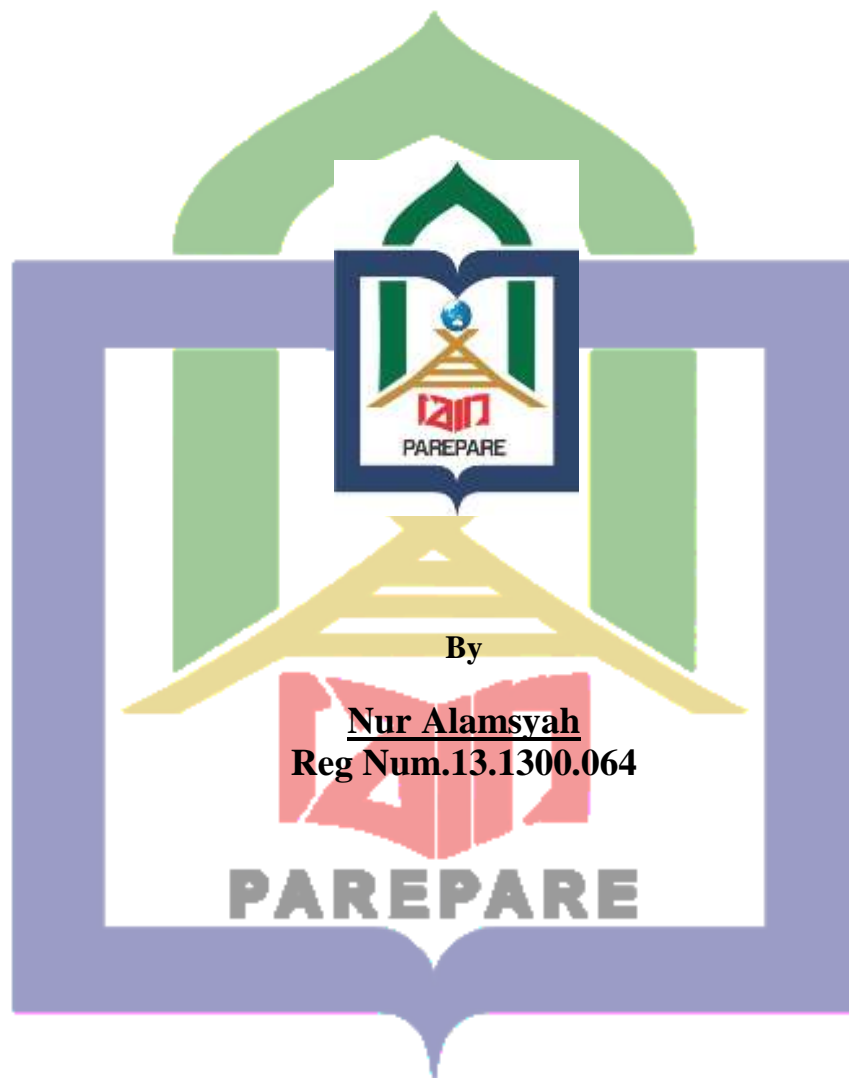 iain
PAREPARE
By
Nur Alamsyah
Reg Num.13.1300.064
iain
PAREPARE